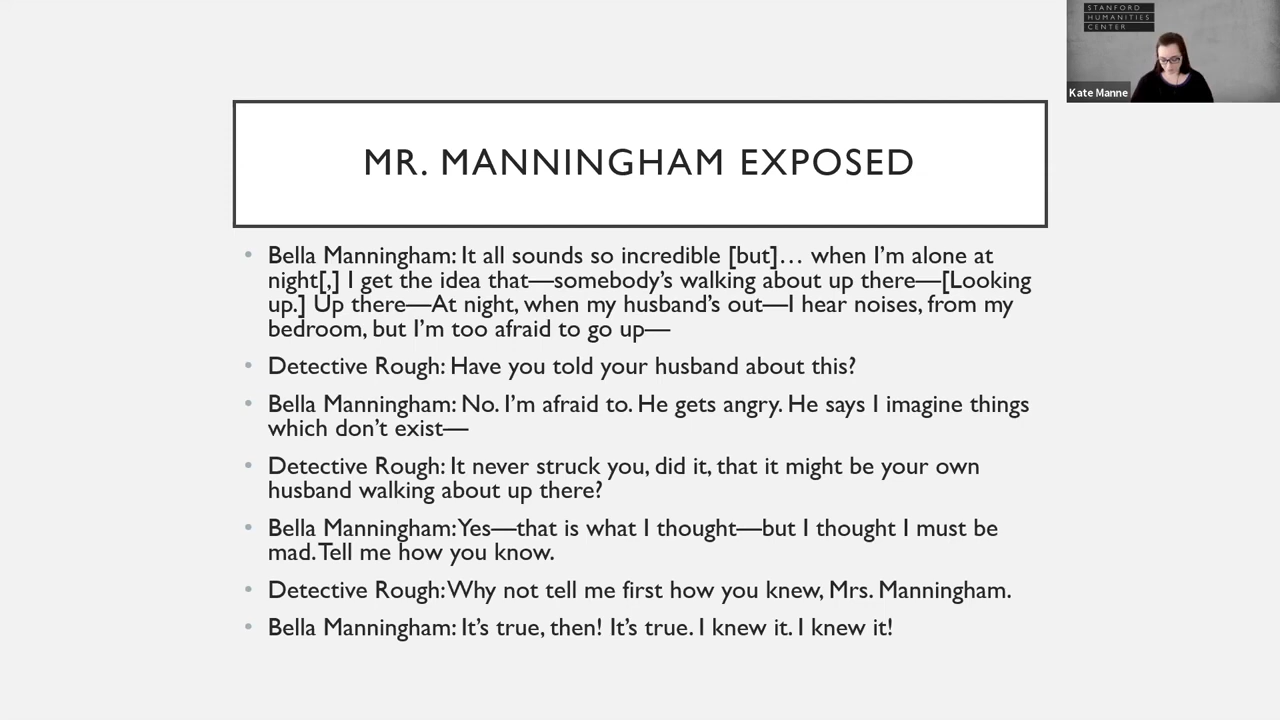 STANFORD
HUMANITIES
CENTER
Kate Manne
MR. MANNINGHAM EXPOSED
• Bella Manningham: It all sounds so incredible [but]… when I’m alone at
night[,] I get the idea that—somebody’s walking about up there—[Looking
up.] Up there—At night, when my husband’s out—I hear noises, from my
bedroom, but I’m too afraid to go up—
• Detective Rough: Have you told your husband about this?
• Bella Manningham: No. I’m afraid to. He gets angry. He says I imagine things
which don’t exist—
• Detective Rough: It never struck you, did it, that it might be your own
husband walking about up there?
• Bella Manningham: Yes—that is what I thought—but I thought I must be
mad. Tell me how you know.
• Detective Rough: Why not tell me first how you knew, Mrs. Manningham.
• Bella Manningham: It’s true, then! It’s true. I knew it. I knew it!